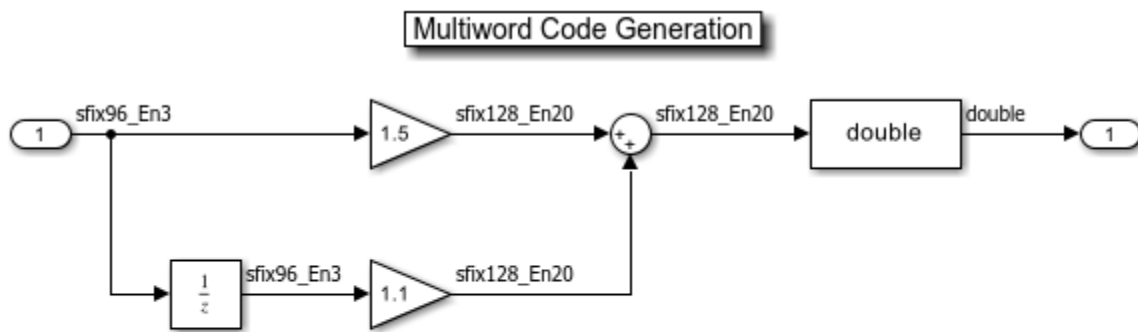 Multiword Code Generation
sfix96_En3
sfix128_En20
sfix128_En20
double
1
1.5
+
+
double
1
sfix96_En3
sfix128_En20
1
z
1.1